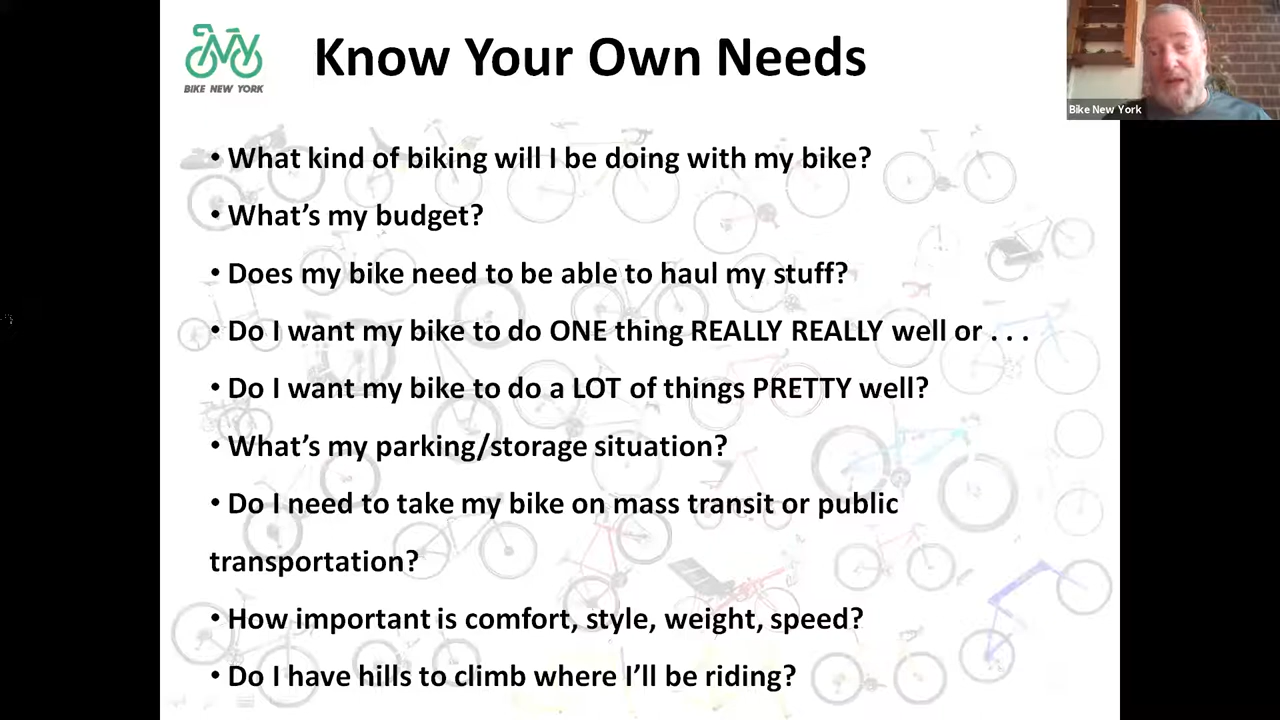 BIKE NEW YORK
Know Your Own Needs
Bike New York
• What kind of biking will I be doing with my bike?
• What’s my budget?
• Does my bike need to be able to haul my stuff?
• Do I want my bike to do ONE thing REALLY REALLY well or . . .
• Do I want my bike to do a LOT of things PRETTY well?
• What’s my parking/storage situation?
• Do I need to take my bike on mass transit or public
transportation?
• How important is comfort, style, weight, speed?
• Do I have hills to climb where I’ll be riding?